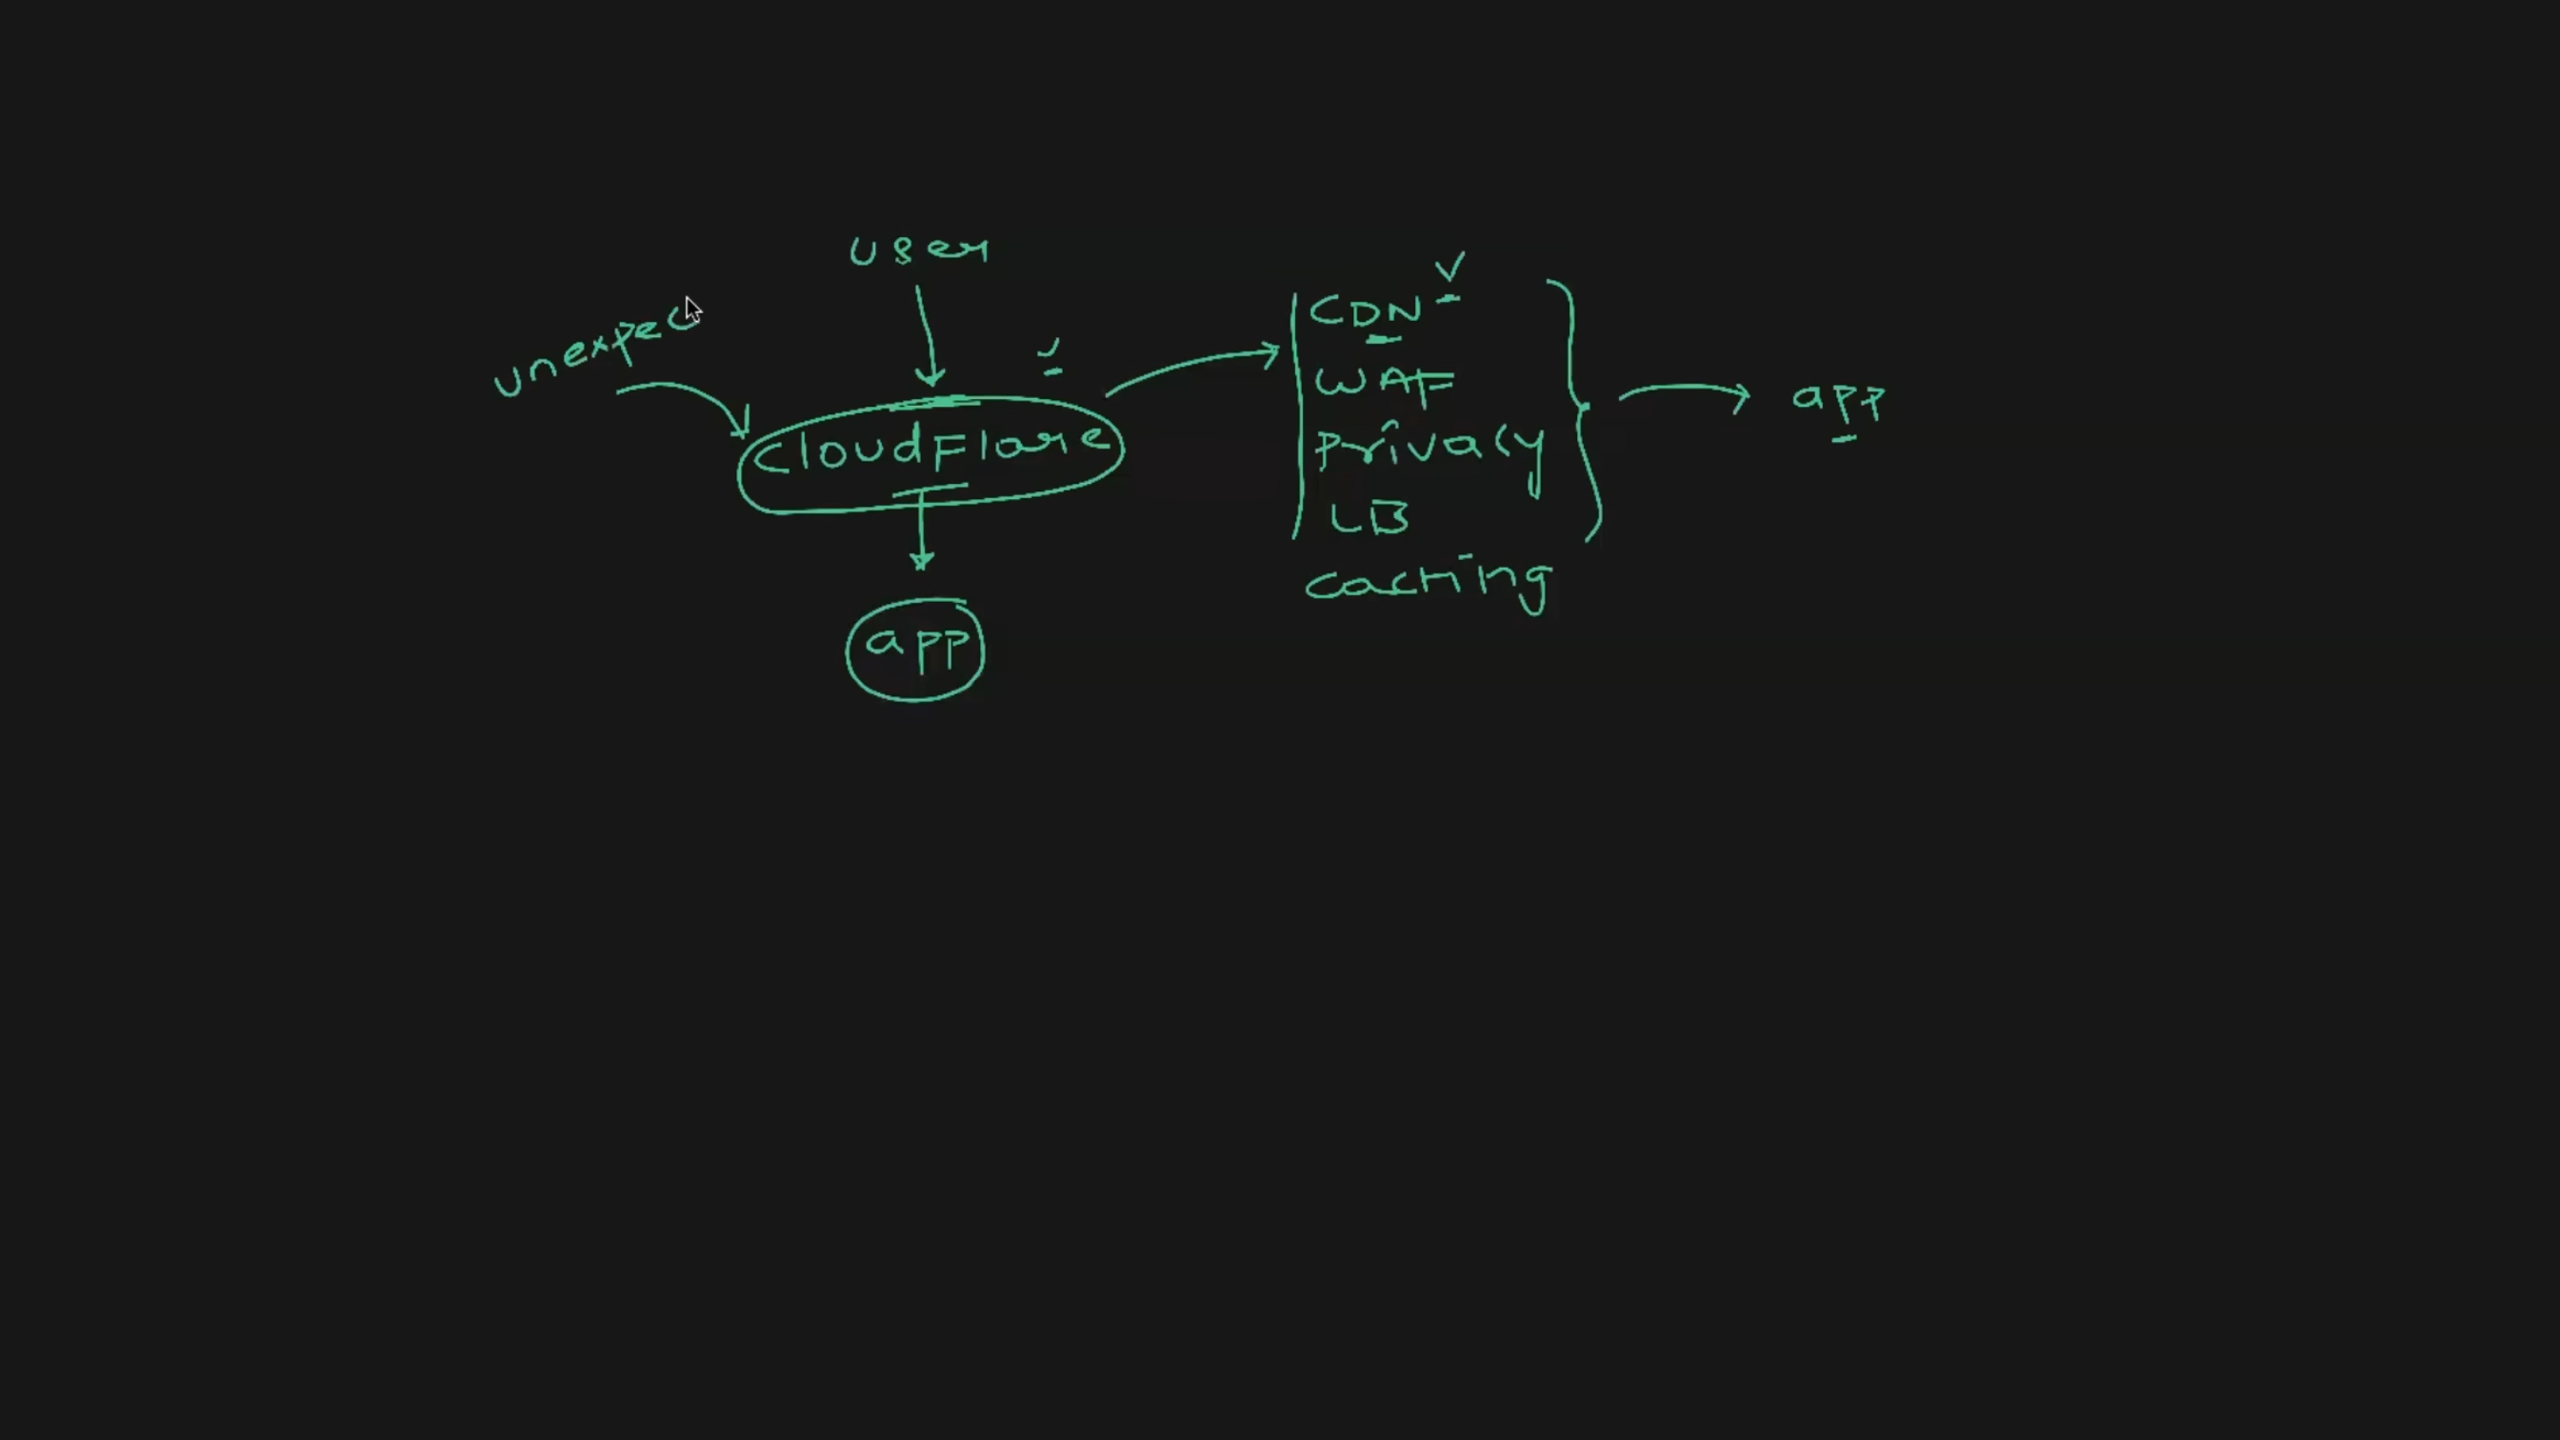 user
unexpec
CloudFlare
app
CDN
WAF
Privacy
LB
caching
app